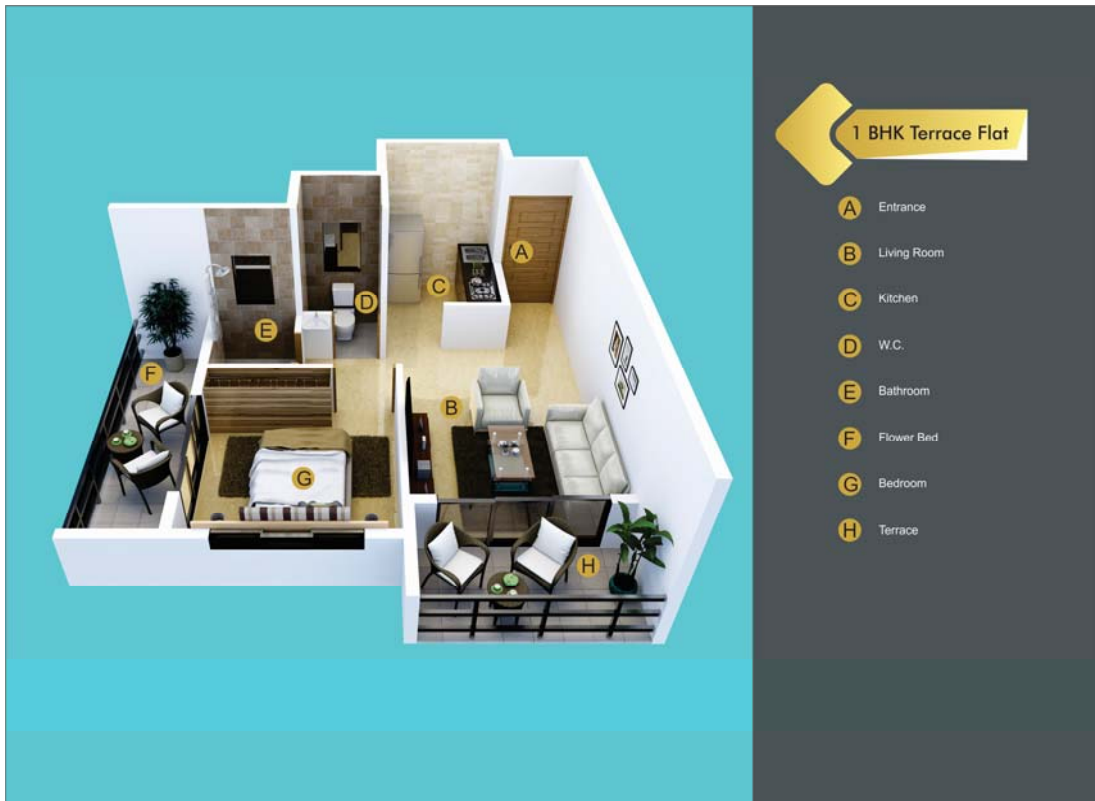 1 BHK Terrace Flat
A Entrance
B Living Room
C Kitchen
D W.C.
E Bathroom
F Flower Bed
G Bedroom
H Terrace
A
C
D
E
F
B
G
H